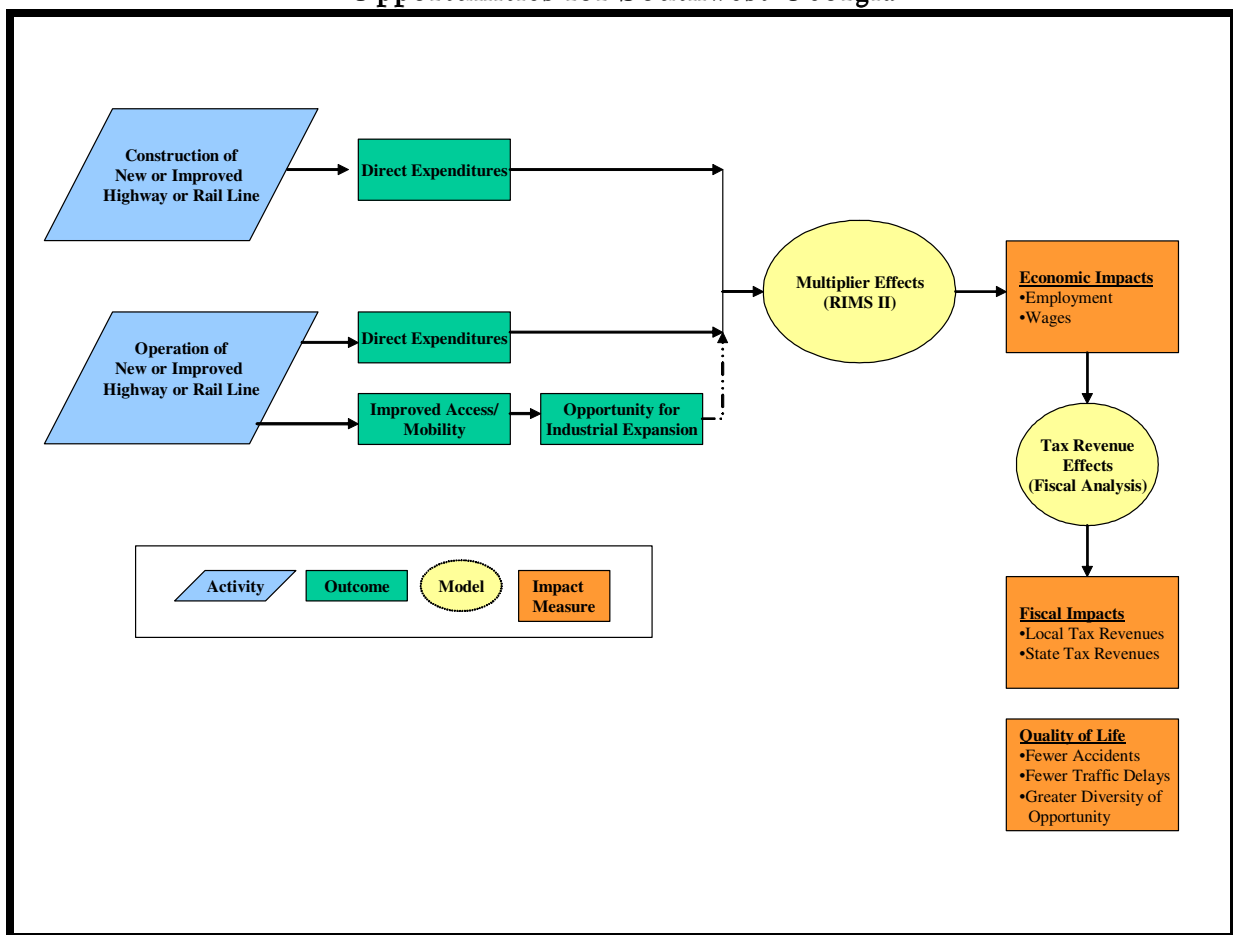 Construction of
New or Improved
Highway or Rail Line
Direct Expenditures
Multiplier Effects
(RIMS II)
Economic Impacts
•Employment
•Wages
Operation of
New or Improved
Highway or Rail Line
Direct Expenditures
Improved Access/
Mobility
Opportunity for
Industrial Expansion
Tax Revenue
Effects
(Fiscal Analysis)
Activity
Outcome
Model
Impact
Measure
Fiscal Impacts
•Local Tax Revenues
•State Tax Revenues
Quality of Life
•Fewer Accidents
•Fewer Traffic Delays
•Greater Diversity of
Opportunity